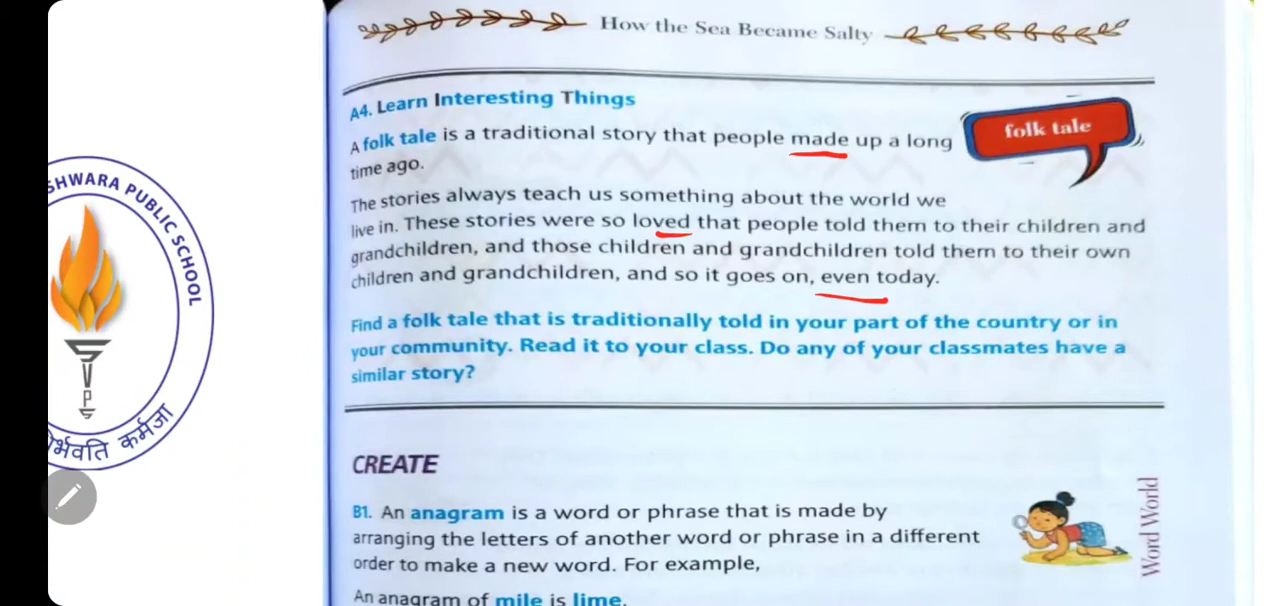 How the Sea Became Salty
A4. Learn Interesting Things
A folk tale is a traditional story that people made up a long
time ago.
folk tale
The stories always teach us something about the world we
live in. These stories were so loved that people told them to their children and
grandchildren, and those children and grandchildren told them to their own
children and grandchildren, and so it goes on, even today.
Find a folk tale that is traditionally told in your part of the country or in
your community. Read it to your class. Do any of your classmates have a
similar story?
CREATE
B1. An anagram is a word or phrase that is made by
arranging the letters of another word or phrase in a different
order to make a new word. For example,
An anagram of mile is lime.
Word World
SHWARA PUBLIC SCHOOL
SVPS
र्भवति कर्मजा